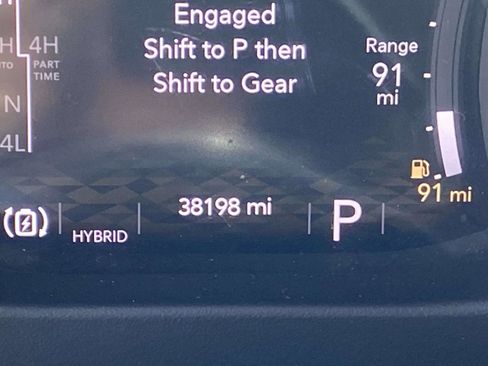 Engaged
Shift to P then
Shift to Gear
4H
PART
TIME
N
4L
Range
91
mi
91 mi
38198 mi
HYBRID
P